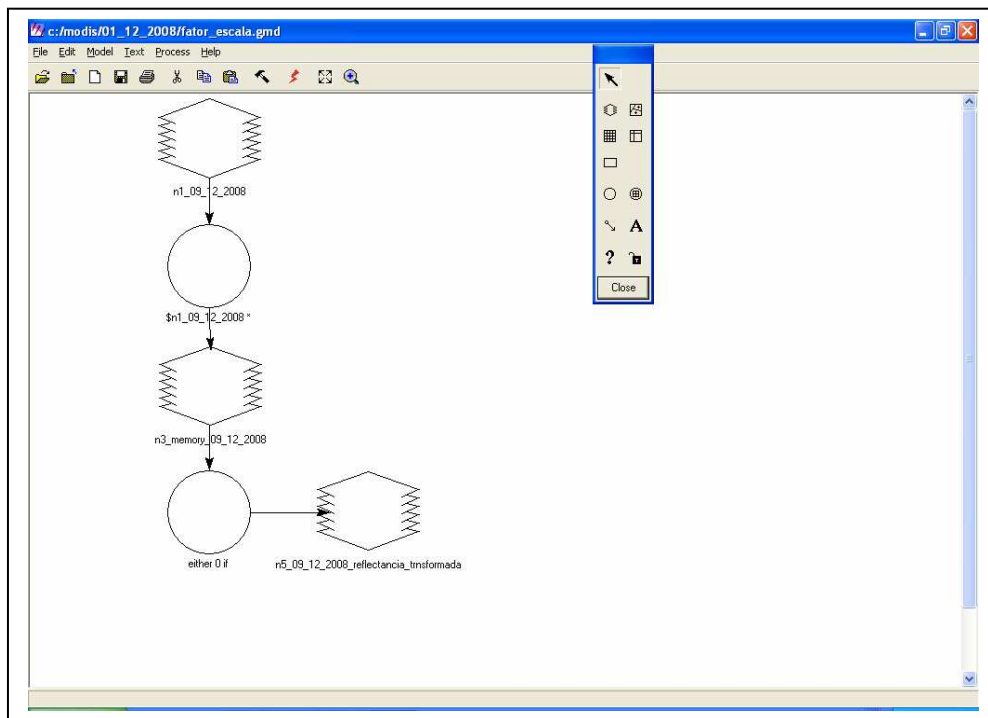 c:/modis/01_12_2008/fator_escala.gmd
File Edit Model Text Process Help
n1_09_12_2008
$n1_09_12_2008 *
n3_memory_09_12_2008
either 0 if
n5_09_12_2008_reflectancia_trnsformada
A
?
Close